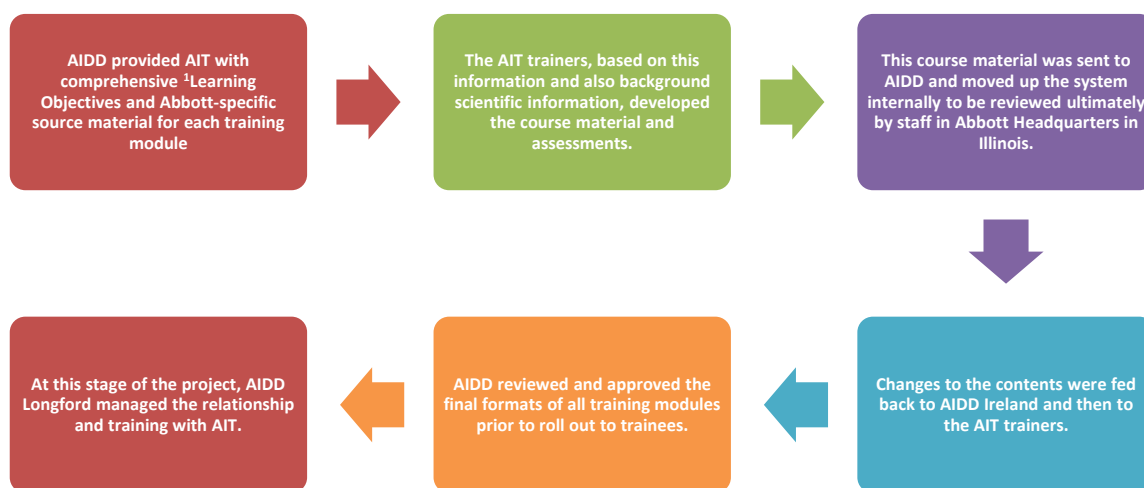 AIDD provided AIT with
comprehensive ¹Learning
Objectives and Abbott-specific
source material for each training
module
The AIT trainers, based on this
information and also background
scientific information, developed
the course material and
assessments.
This course material was sent to
AIDD and moved up the system
internally to be reviewed ultimately
by staff in Abbott Headquarters in
Illinois.
Changes to the contents were fed
back to AIDD Ireland and then to
the AIT trainers.
AIDD reviewed and approved the
final formats of all training modules
prior to roll out to trainees.
At this stage of the project, AIDD
Longford managed the relationship
and training with AIT.